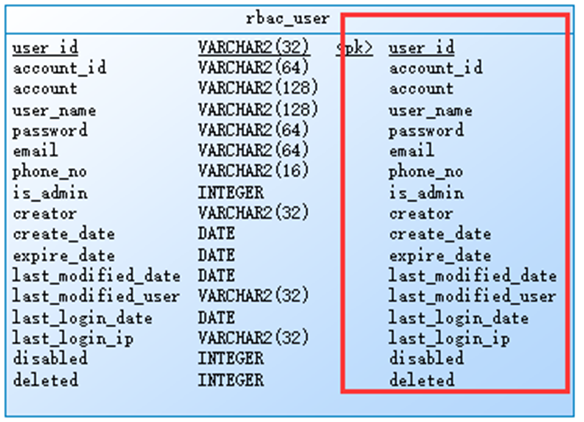 rbac_user
user_id VARCHAR2(32) <pk> user_id
account_id VARCHAR2(64) account_id
account VARCHAR2(128) account
user_name VARCHAR2(128) user_name
password VARCHAR2(64) password
email VARCHAR2(64) email
phone_no VARCHAR2(16) phone_no
is_admin INTEGER is_admin
creator VARCHAR2(32) creator
create_date DATE create_date
expire_date DATE expire_date
last_modified_date DATE last_modified_date
last_modified_user VARCHAR2(32) last_modified_user
last_login_date DATE last_login_date
last_login_ip VARCHAR2(32) last_login_ip
disabled INTEGER disabled
deleted INTEGER deleted